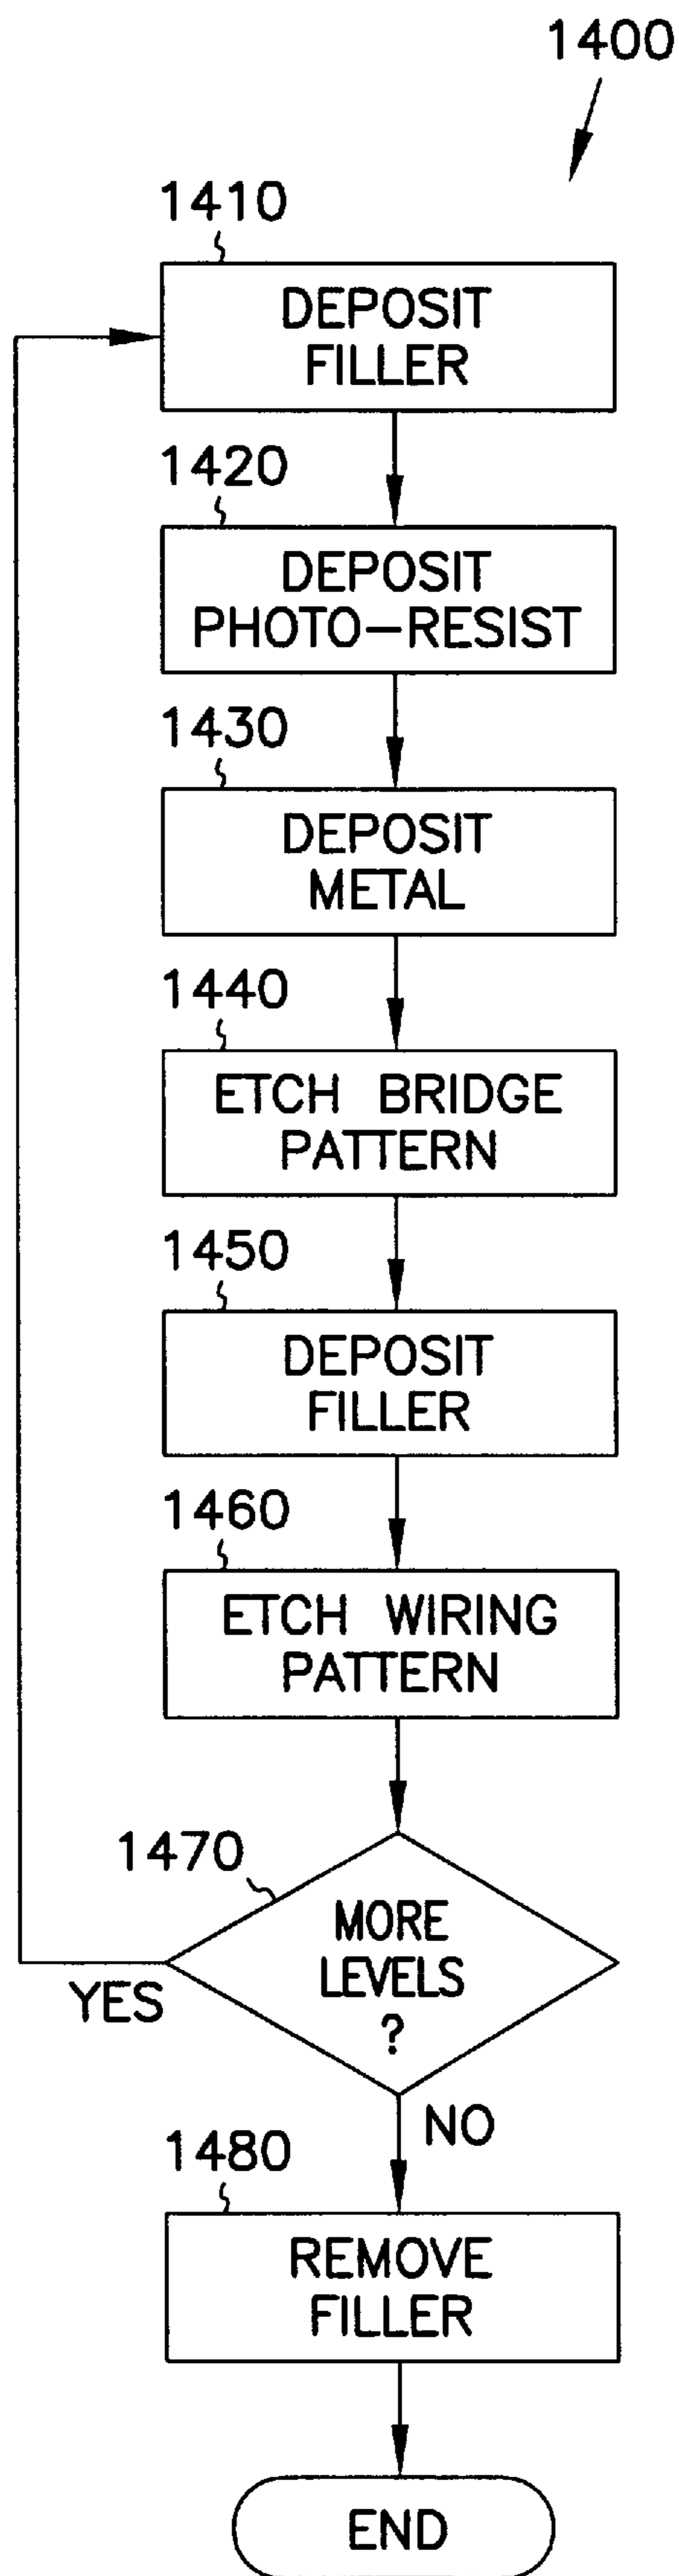 1400
1410
DEPOSIT
FILLER
1420
DEPOSIT
PHOTO-RESIST
1430
DEPOSIT
METAL
1440
ETCH BRIDGE
PATTERN
1450
DEPOSIT
FILLER
1460
ETCH WIRING
PATTERN
1470
MORE
LEVELS
?
YES
NO
1480
REMOVE
FILLER
END